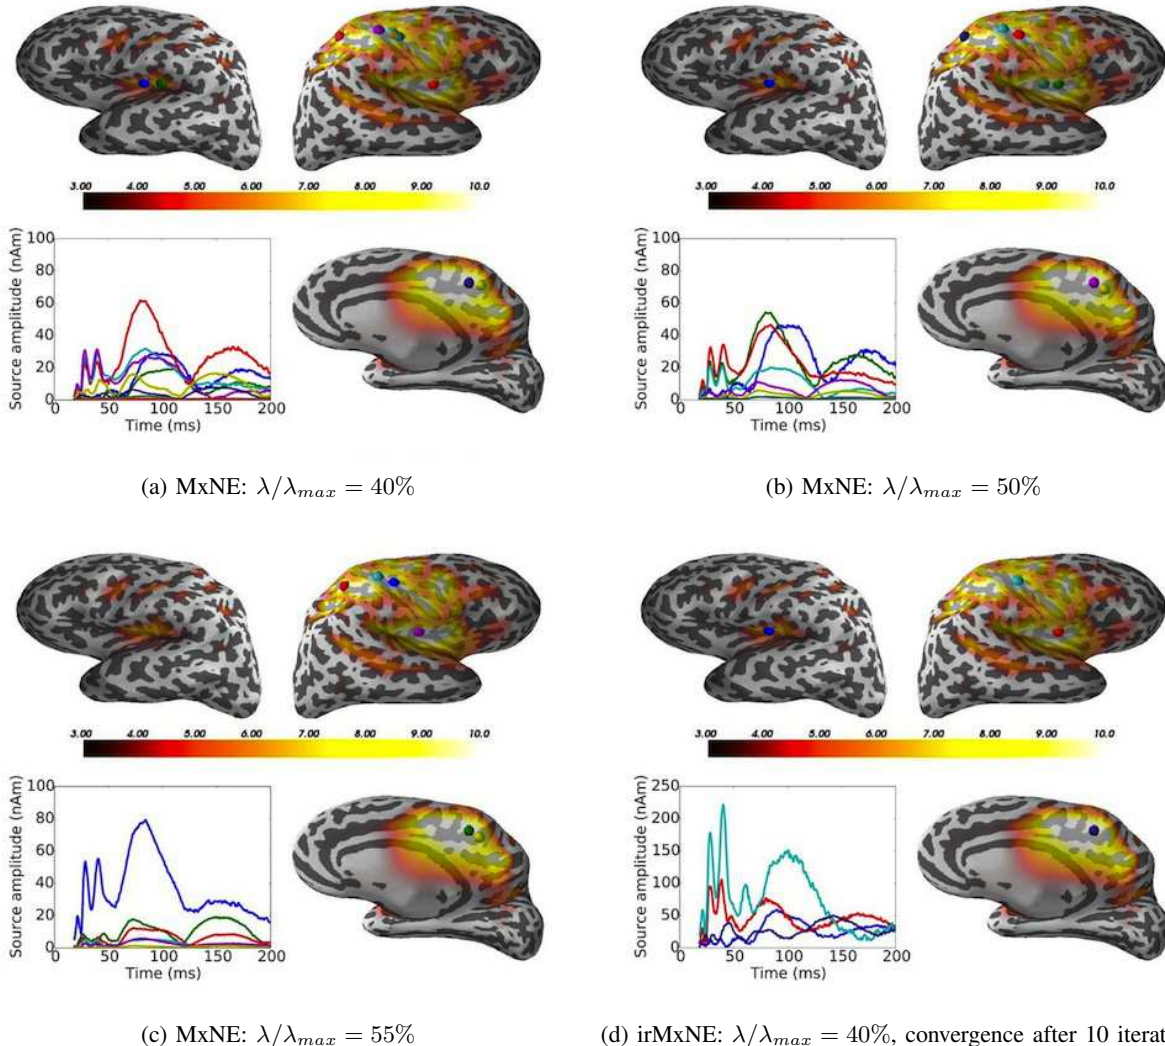 3.00 4.00 5.00 6.00 7.00 8.00 9.00 10.0
3.00 4.00 5.00 6.00 7.00 8.00 9.00 10.0
Source amplitude (nAm)
100
80
60
40
20
0
0 50 100 150 200
Time (ms)
Source amplitude (nAm)
100
80
60
40
20
0
0 50 100 150 200
Time (ms)
(a) MxNE: λ/λmax = 40%
(b) MxNE: λ/λmax = 50%
3.00 4.00 5.00 6.00 7.00 8.00 9.00 10.0
3.00 4.00 5.00 6.00 7.00 8.00 9.00 10.0
Source amplitude (nAm)
100
80
60
40
20
0
0 50 100 150 200
Time (ms)
Source amplitude (nAm)
250
200
150
100
50
0
0 50 100 150 200
Time (ms)
(c) MxNE: λ/λmax = 55%
(d) irMxNE: λ/λmax = 40%, convergence after 10 iterat